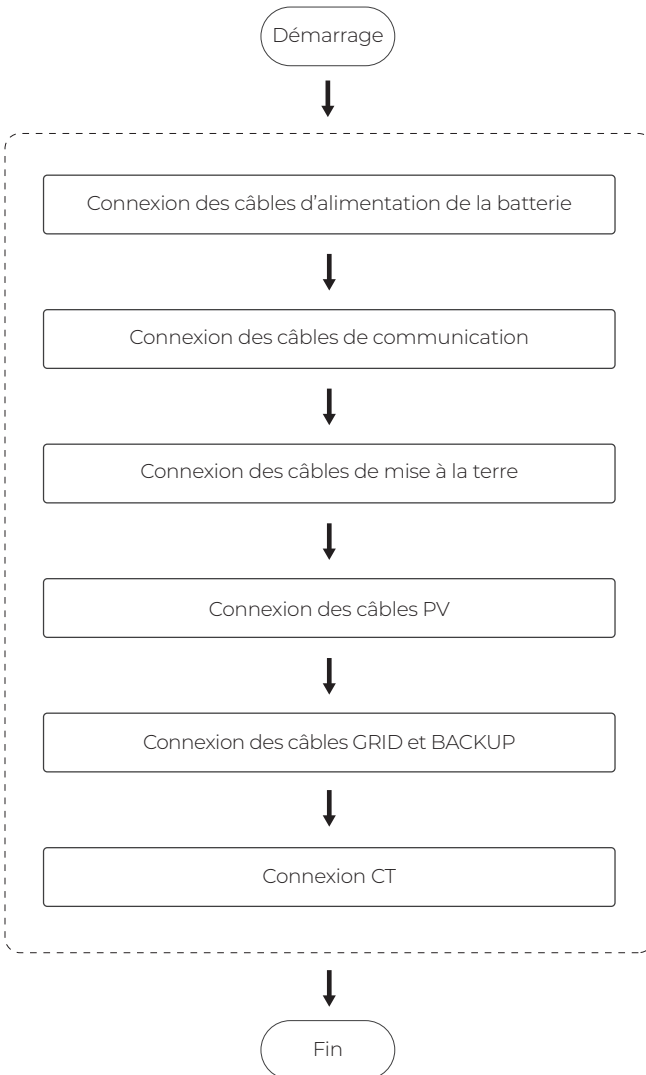 Démarrage
Connexion des câbles d’alimentation de la batterie
Connexion des câbles de communication
Connexion des câbles de mise à la terre
Connexion des câbles PV
Connexion des câbles GRID et BACKUP
Connexion CT
Fin